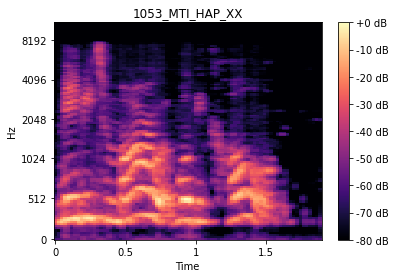 1053_MTI_HAP_XX
+0 dB
8192
-10 dB
4096
-20 dB
-30 dB
2048
Hz
-40 dB
1024
-50 dB
512
-60 dB
-70 dB
0
-80 dB
0 0.5 1 1.5
Time